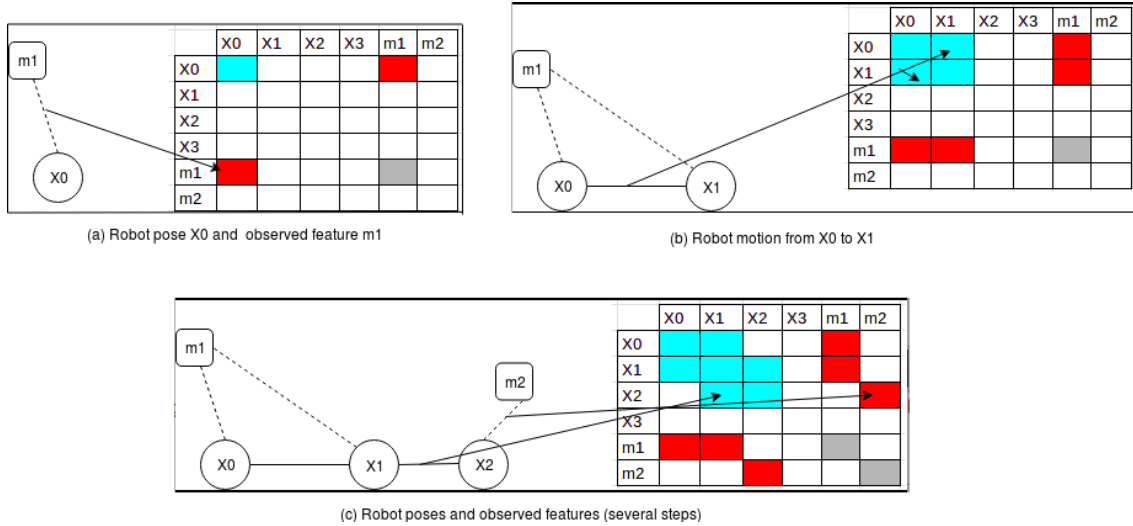 X0 X1 X2 X3 m1 m2
m1
X0
X1
X2
X3
m1
m2
X0
(a) Robot pose X0 and observed feature m1
X0 X1 X2 X3 m1 m2
X0
X1
X2
X3
m1
m2
m1
X0 X1
(b) Robot motion from X0 to X1
X0 X1 X2 X3 m1 m2
X0
X1
X2
X3
m1
m2
m1
m2
X0 X1 X2
(c) Robot poses and observed features (several steps)